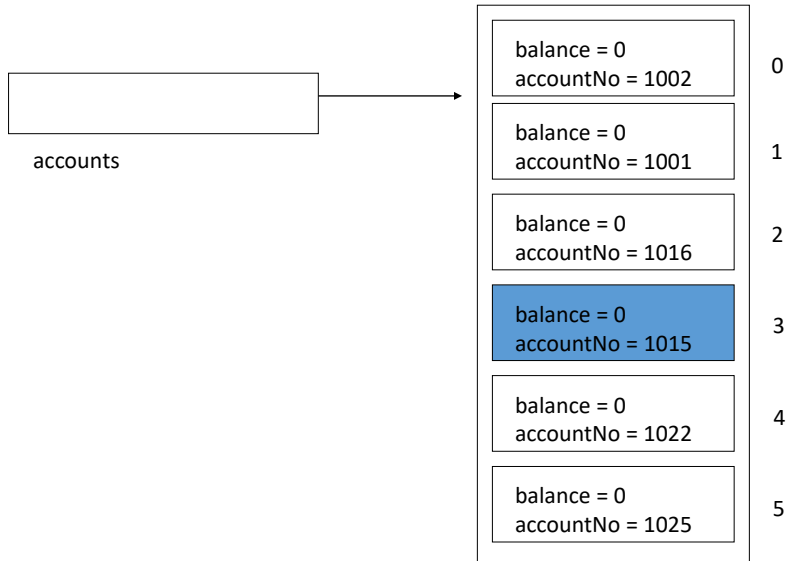 balance = 0
accountNo = 1002
0
accounts
balance = 0
accountNo = 1001
1
balance = 0
accountNo = 1016
2
balance = 0
accountNo = 1015
3
balance = 0
accountNo = 1022
4
balance = 0
accountNo = 1025
5